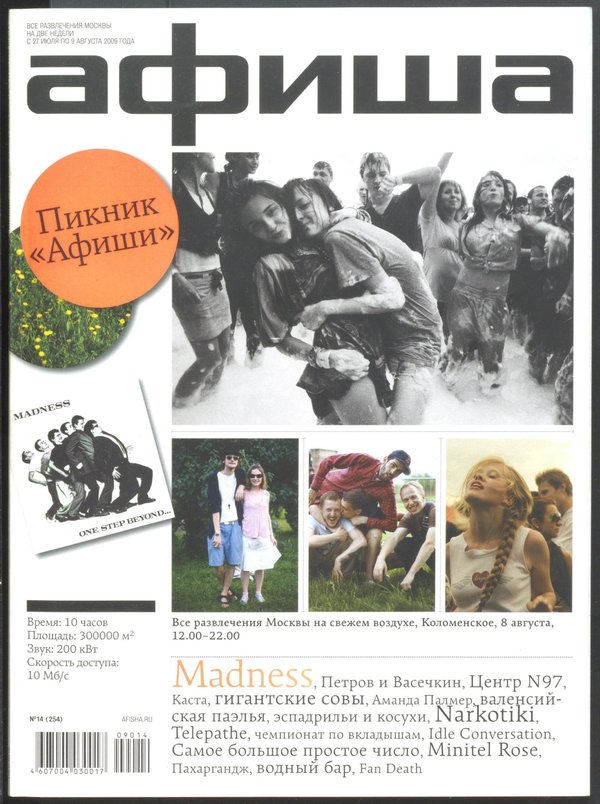 ВСЕ РАЗВЛЕЧЕНИЯ МОСКВЫ
НА ДВЕ НЕДЕЛИ
С 27 ИЮЛЯ ПО 9 АВГУСТА 2009 ГОДА
афиша
Пикник
«Афиши»
MADNESS
ONE STEP BEYOND...
Время: 10 часов
Площадь: 300000 м²
Звук: 200 кВт
Скорость доступа:
10 Мб/с
№14 (254)
AFISHA.RU
09014
4 607004 030017
Все развлечения Москвы на свежем воздухе, Коломенское, 8 августа,
12.00–22.00
Madness, Петров и Васечкин, Центр N97,
Каста, гигантские совы, Аманда Палмер, валенсий-
ская паэлья, эспадрильи и косухи, Narkotiki,
Telepathe, чемпионат по вкладышам, Idle Conversation,
Самое большое простое число, Minitel Rose,
Пахаргандж, водный бар, Fan Death